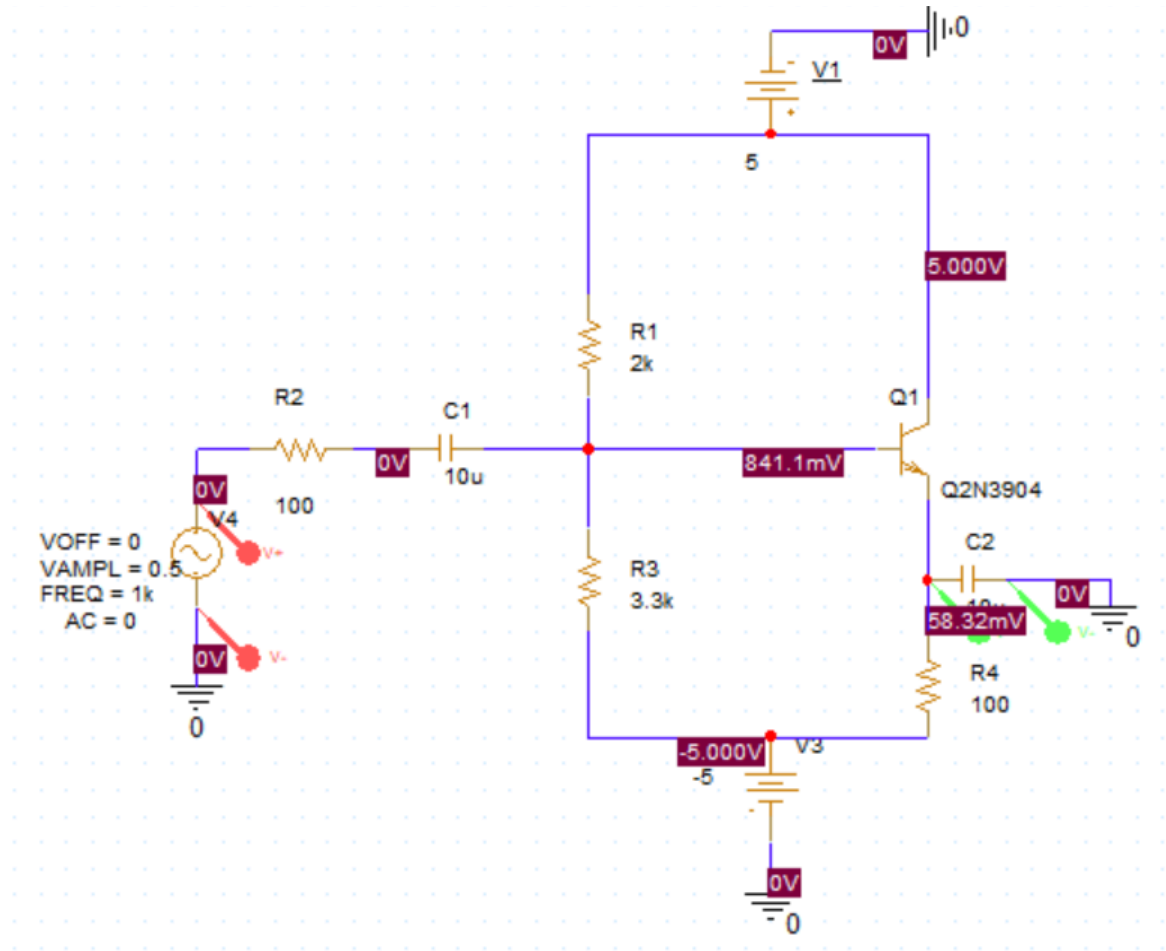 0
0V
V1
5
5.000V
R1
2k
R2
C1
Q1
0V
10u
841.1mV
Q2N3904
0V
100
V4
VOFF = 0
VAMPL = 0.5
FREQ = 1k
AC = 0
V+
R3
3.3k
C2
0V
58.32mV
V-
0
0V
V-
R4
100
0
-5.000V
V3
-5
0V
0